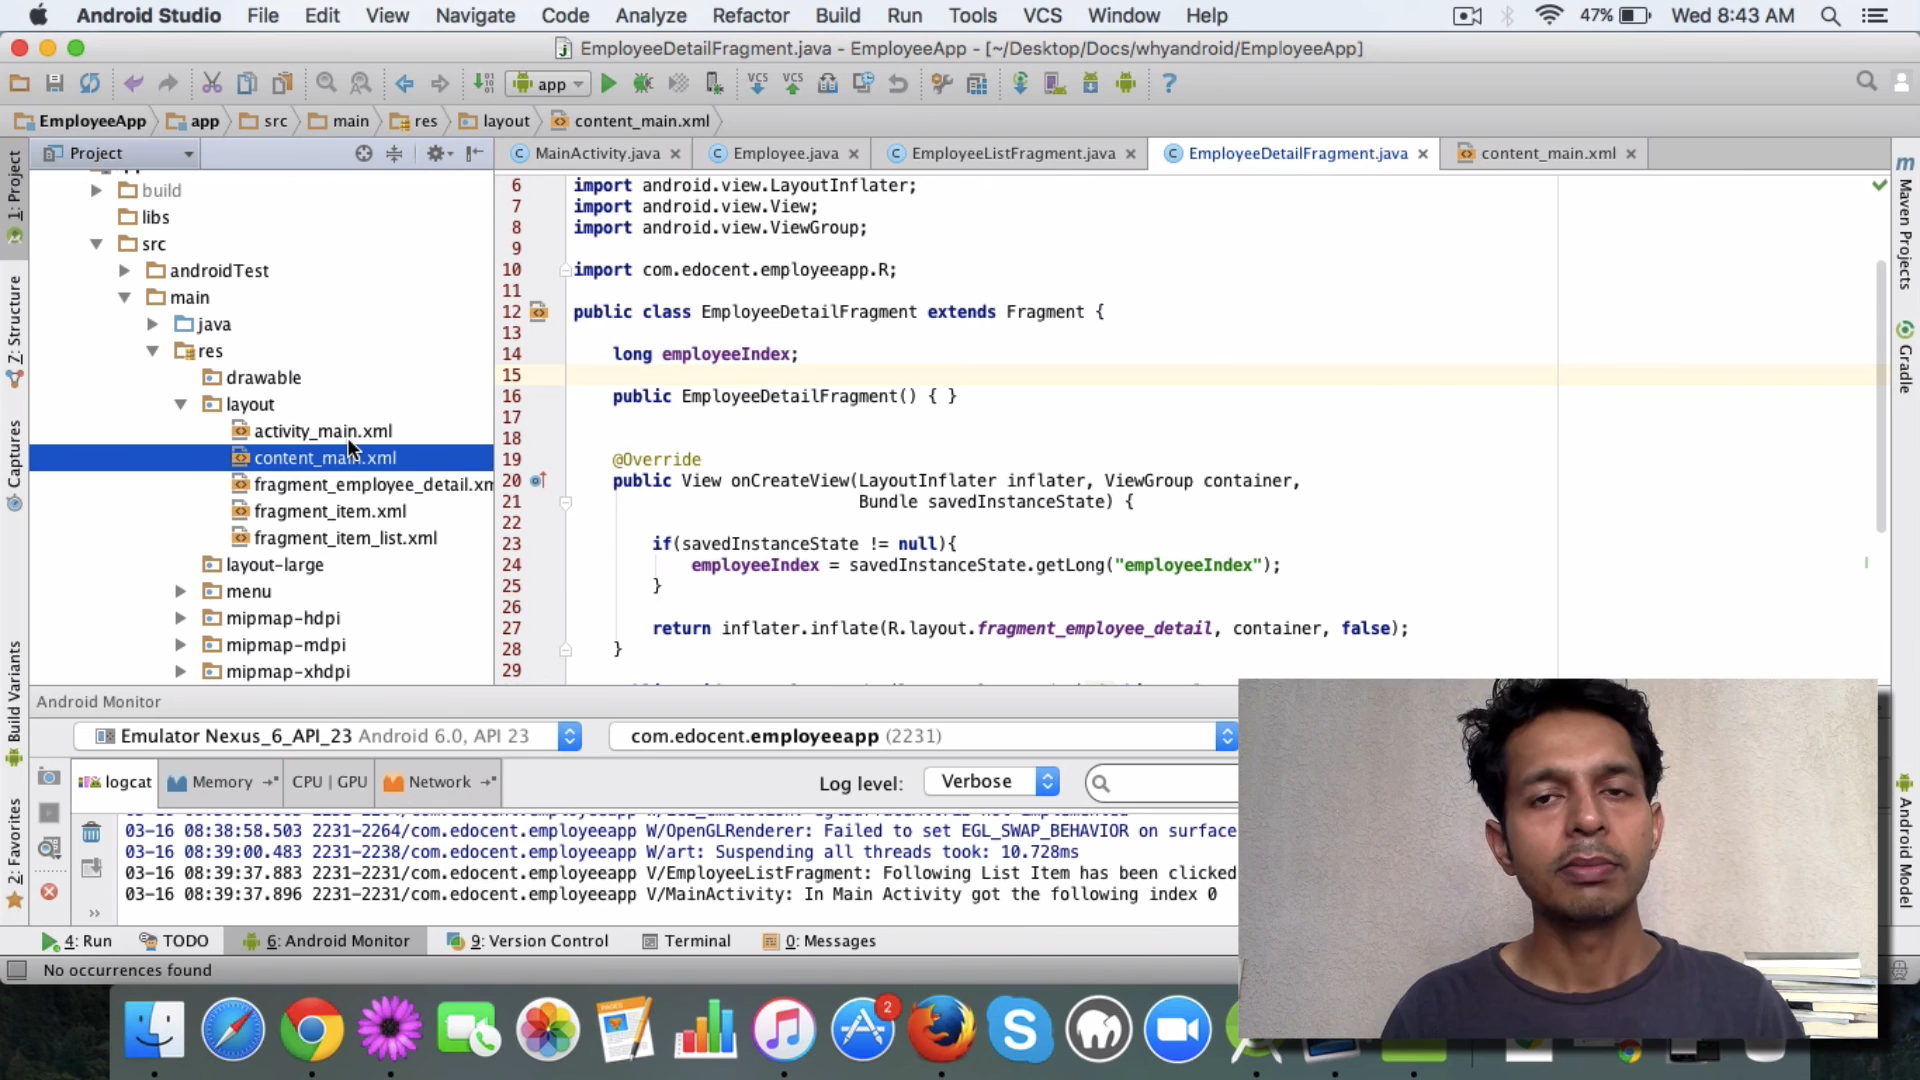 Android Studio File Edit View Navigate Code Analyze Refactor Build Run Tools VCS Window Help 47% Wed 8:43 AM
EmployeeDetailFragment.java - EmployeeApp - [~/Desktop/Docs/whyandroid/EmployeeApp]
app VCS VCS ?
EmployeeApp app src main res layout content_main.xml
Project MainActivity.java Employee.java EmployeeListFragment.java EmployeeDetailFragment.java content_main.xml
1: Project
Z: Structure
Captures
Build Variants
2: Favorites
build
libs
src
androidTest
main
java
res
drawable
layout
activity_main.xml
content_main.xml
fragment_employee_detail.xm
fragment_item.xml
fragment_item_list.xml
layout-large
menu
mipmap-hdpi
mipmap-mdpi
mipmap-xhdpi
6 import android.view.LayoutInflater;
7 import android.view.View;
8 import android.view.ViewGroup;
9
10 import com.edocent.employeeapp.R;
11
12 public class EmployeeDetailFragment extends Fragment {
13
14 long employeeIndex;
15
16 public EmployeeDetailFragment() { }
17
18
19 @Override
20 public View onCreateView(LayoutInflater inflater, ViewGroup container,
21 Bundle savedInstanceState) {
22
23 if(savedInstanceState != null){
24 employeeIndex = savedInstanceState.getLong("employeeIndex");
25 }
26
27 return inflater.inflate(R.layout.fragment_employee_detail, container, false);
28 }
29
m Maven Projects
Gradle
Android Model
Android Monitor
Emulator Nexus_6_API_23 Android 6.0, API 23 com.edocent.employeeapp (2231)
logcat Memory CPU | GPU Network Log level: Verbose
03-16 08:38:58.503 2231-2264/com.edocent.employeeapp W/OpenGLRenderer: Failed to set EGL_SWAP_BEHAVIOR on surface
03-16 08:39:00.483 2231-2238/com.edocent.employeeapp W/art: Suspending all threads took: 10.728ms
03-16 08:39:37.883 2231-2231/com.edocent.employeeapp V/EmployeeListFragment: Following List Item has been clicked
03-16 08:39:37.896 2231-2231/com.edocent.employeeapp V/MainActivity: In Main Activity got the following index 0
4: Run TODO 6: Android Monitor 9: Version Control Terminal 0: Messages
No occurrences found
2